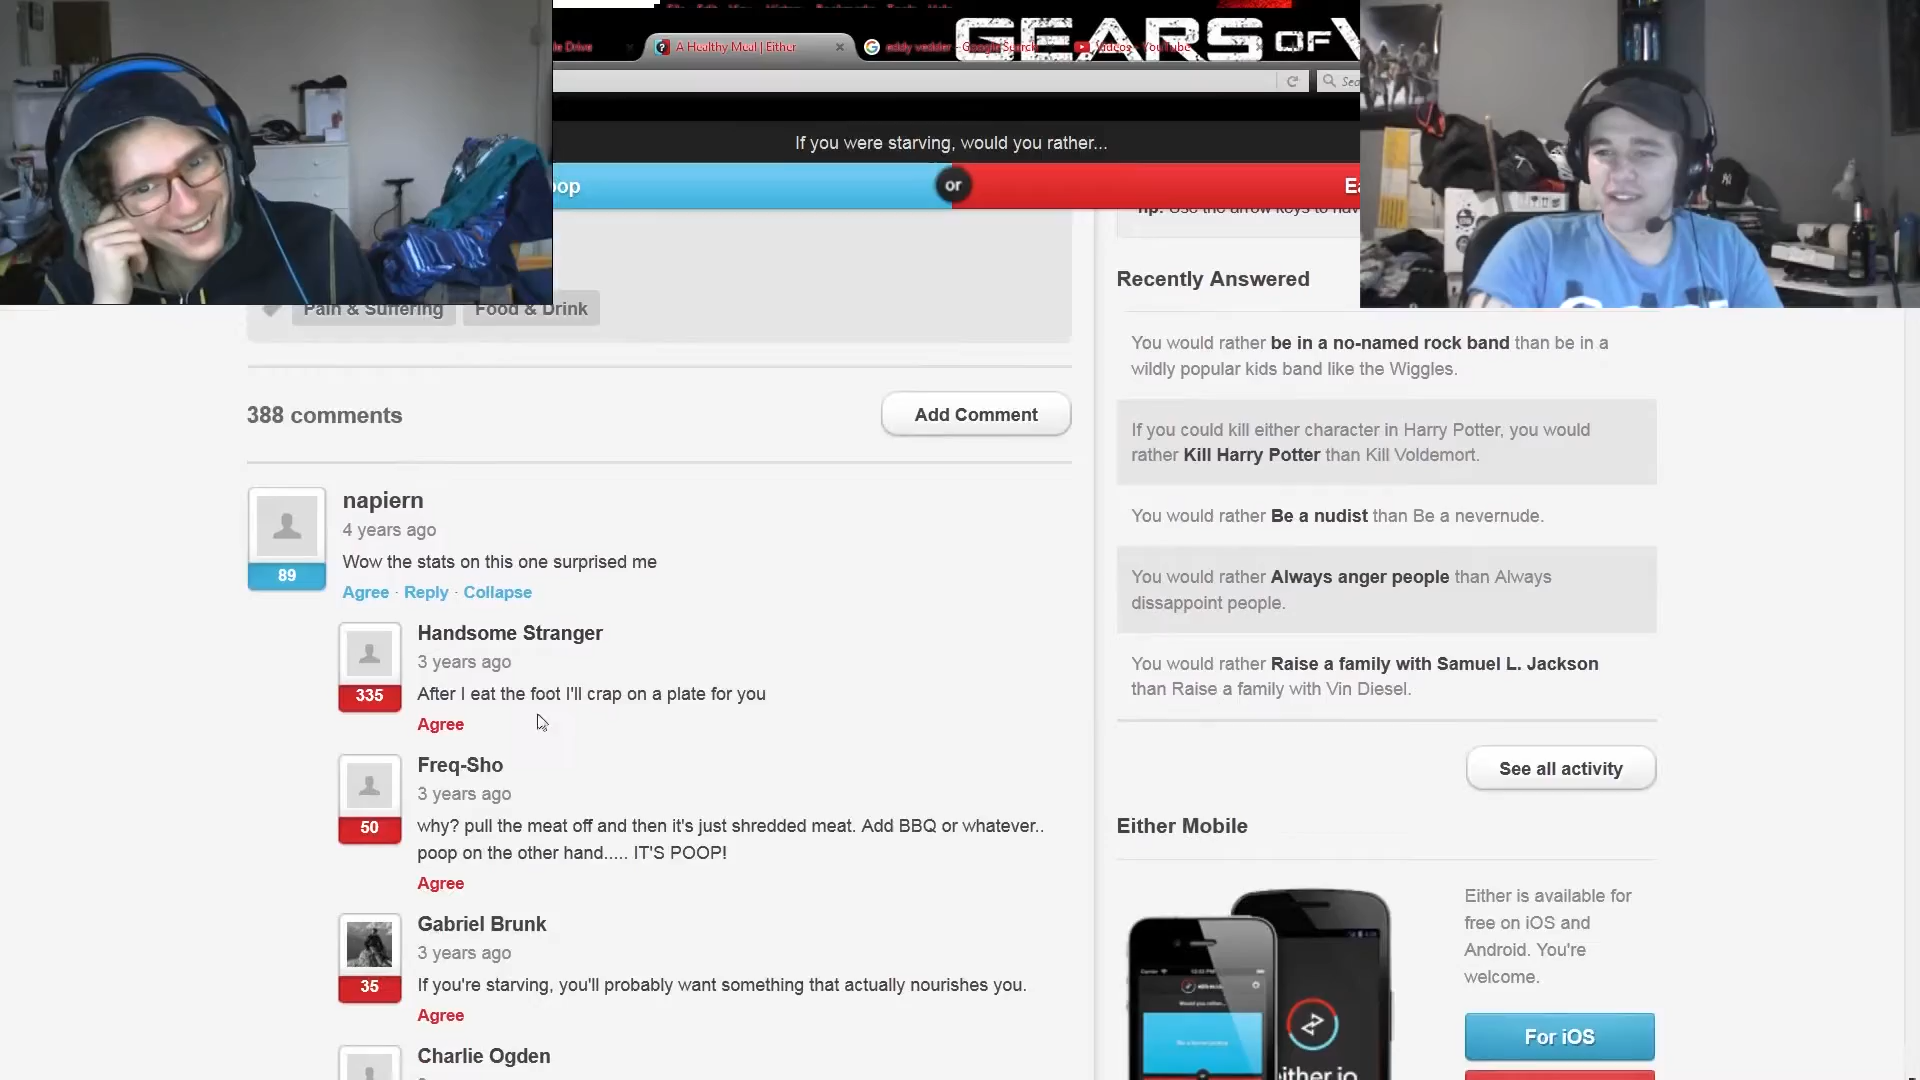 GEARS OF
A Healthy Meal | Either
eddy vedder - Google Search
Videos - YouTube
If you were starving, would you rather...
or
Pain & Suffering
Food & Drink
Recently Answered
You would rather be in a no-named rock band than be in a
wildly popular kids band like the Wiggles.
388 comments
Add Comment
If you could kill either character in Harry Potter, you would
rather Kill Harry Potter than Kill Voldemort.
napiern
4 years ago
Wow the stats on this one surprised me
89
Agree · Reply · Collapse
You would rather Be a nudist than Be a nevernude.
You would rather Always anger people than Always
dissappoint people.
Handsome Stranger
3 years ago
After I eat the foot I'll crap on a plate for you
335
Agree
You would rather Raise a family with Samuel L. Jackson
than Raise a family with Vin Diesel.
See all activity
Freq-Sho
3 years ago
why? pull the meat off and then it's just shredded meat. Add BBQ or whatever..
poop on the other hand..... IT'S POOP!
50
Agree
Either Mobile
Either is available for
free on iOS and
Android. You're
welcome.
For iOS
either.io
Gabriel Brunk
3 years ago
If you're starving, you'll probably want something that actually nourishes you.
35
Agree
Charlie Ogden